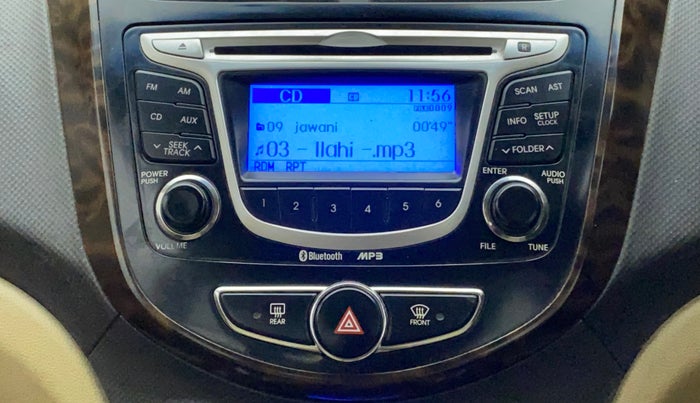 R
CD CD 11:56
09 jawani 00'49"
03 - Ilahi -.mp3
RDM RPT
FM AM
CD AUX
SEEK
TRACK
POWER
PUSH
VOLUME
SCAN AST
INFO SETUP
CLOCK
FOLDER
ENTER AUDIO
PUSH
FILE TUNE
1 2 3 4 5 6
Bluetooth MP3
REAR
FRONT